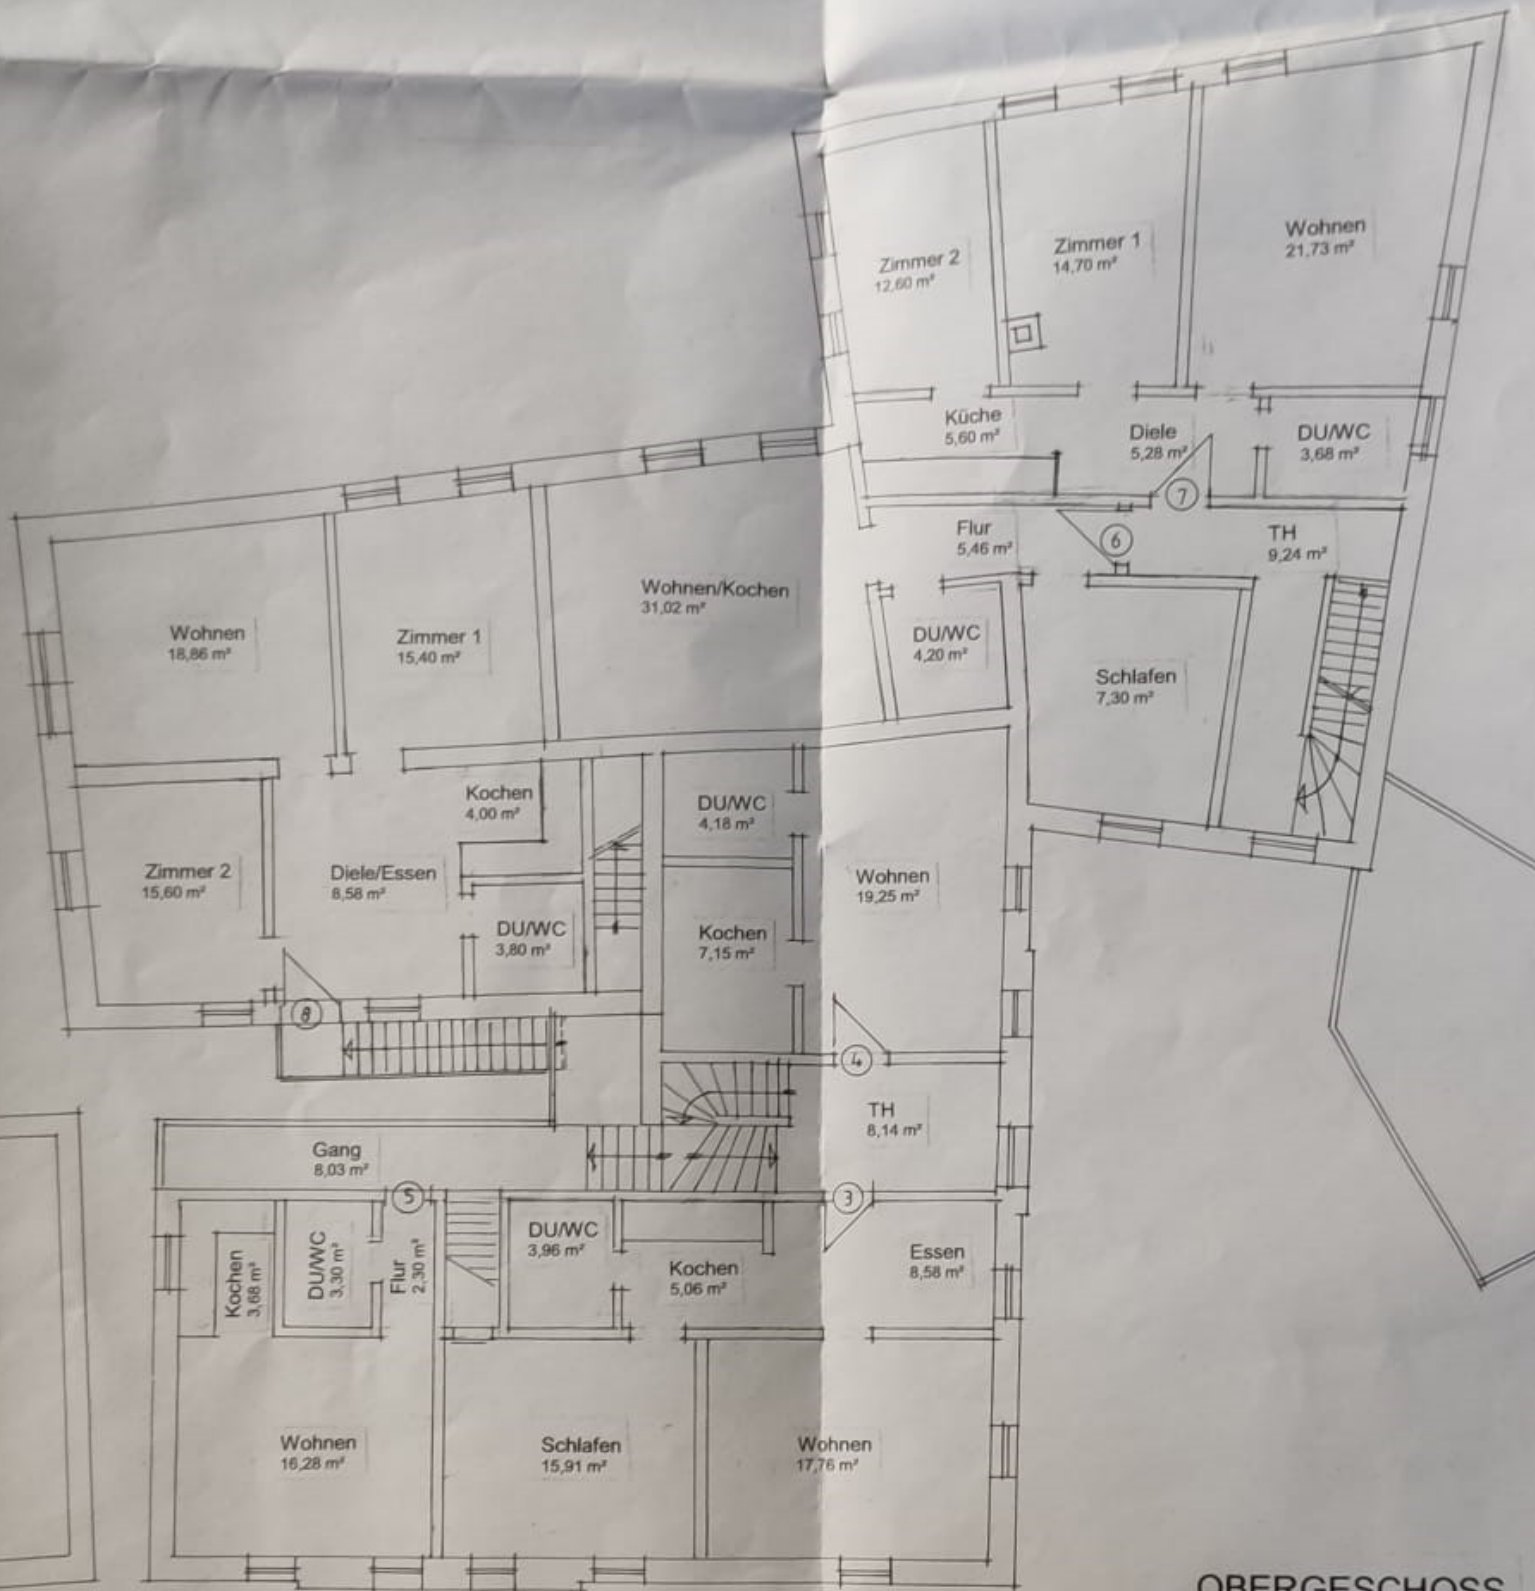 Wohnen
21,73 m²
Zimmer 1
14,70 m²
Zimmer 2
12,60 m²
Küche
5,60 m²
Diele
5,28 m²
DU/WC
3,68 m²
7
Flur
5,46 m²
6
TH
9,24 m²
Wohnen/Kochen
31,02 m²
Wohnen
18,86 m²
Zimmer 1
15,40 m²
DU/WC
4,20 m²
Schlafen
7,30 m²
Kochen
4,00 m²
DU/WC
4,18 m²
Zimmer 2
15,60 m²
Diele/Essen
8,58 m²
Wohnen
19,25 m²
DU/WC
3,80 m²
Kochen
7,15 m²
8
4
TH
8,14 m²
Gang
8,03 m²
5
3
Kochen
3,68 m²
DU/WC
3,30 m²
Flur
2,30 m²
DU/WC
3,96 m²
Kochen
5,06 m²
Essen
8,58 m²
Wohnen
16,28 m²
Schlafen
15,91 m²
Wohnen
17,76 m²
OBERGESCHOSS